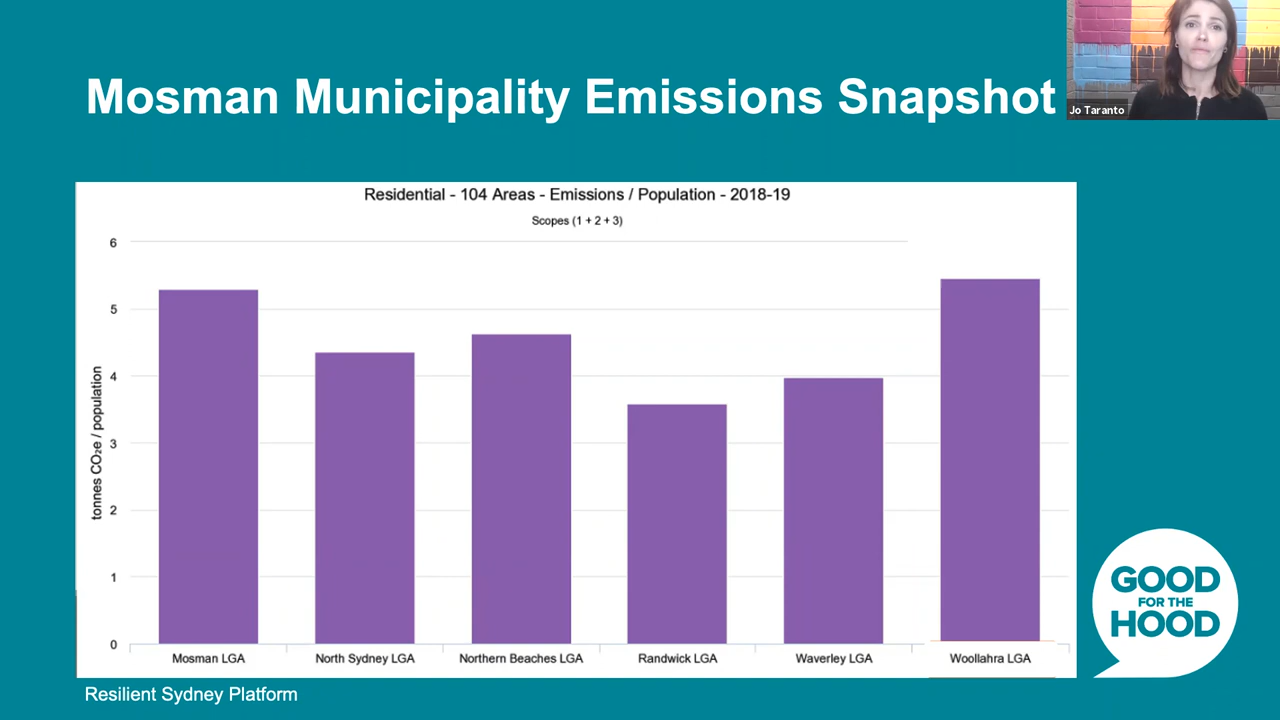 Mosman Municipality Emissions Snapshot
Jo Taranto
Residential - 104 Areas - Emissions / Population - 2018-19
Scopes (1 + 2 + 3)
tonnes CO₂e / population
6
5
4
3
2
1
0
Mosman LGA
North Sydney LGA
Northern Beaches LGA
Randwick LGA
Waverley LGA
Woollahra LGA
GOOD
FOR THE
HOOD
Resilient Sydney Platform